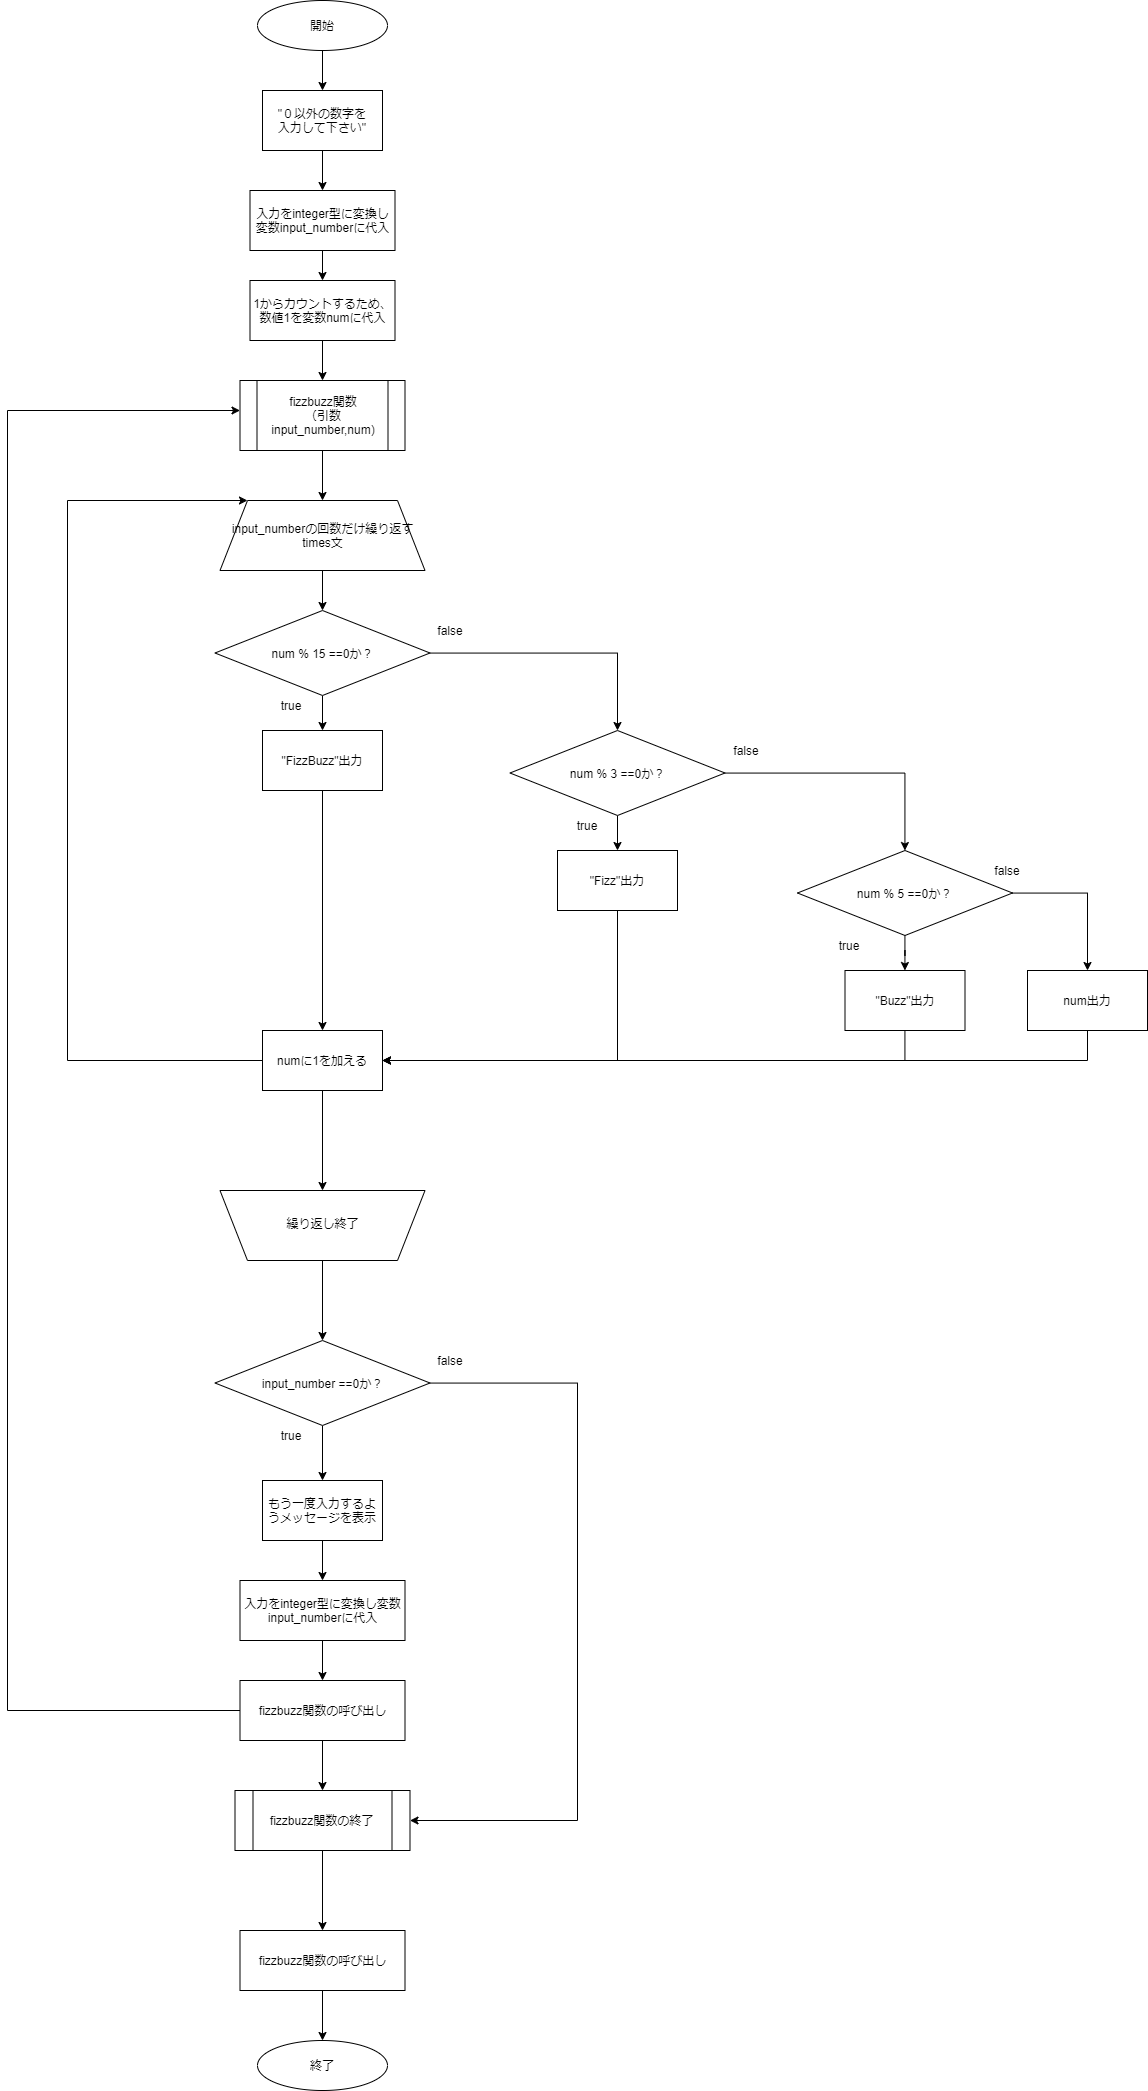 開始
"０以外の数字を
入力して下さい"
入力をinteger型に変換し
変数input_numberに代入
1からカウントするため、
数値1を変数numに代入
fizzbuzz関数
（引数
input_number,num)
input_numberの回数だけ繰り返す
times文
num % 15 ==0か？
false
true
"FizzBuzz"出力
num % 3 ==0か？
false
true
"Fizz"出力
num % 5 ==0か？
false
true
"Buzz"出力
num出力
numに1を加える
繰り返し終了
input_number ==0か？
false
true
もう一度入力するよ
うメッセージを表示
入力をinteger型に変換し変数
input_numberに代入
fizzbuzz関数の呼び出し
fizzbuzz関数の終了
fizzbuzz関数の呼び出し
終了